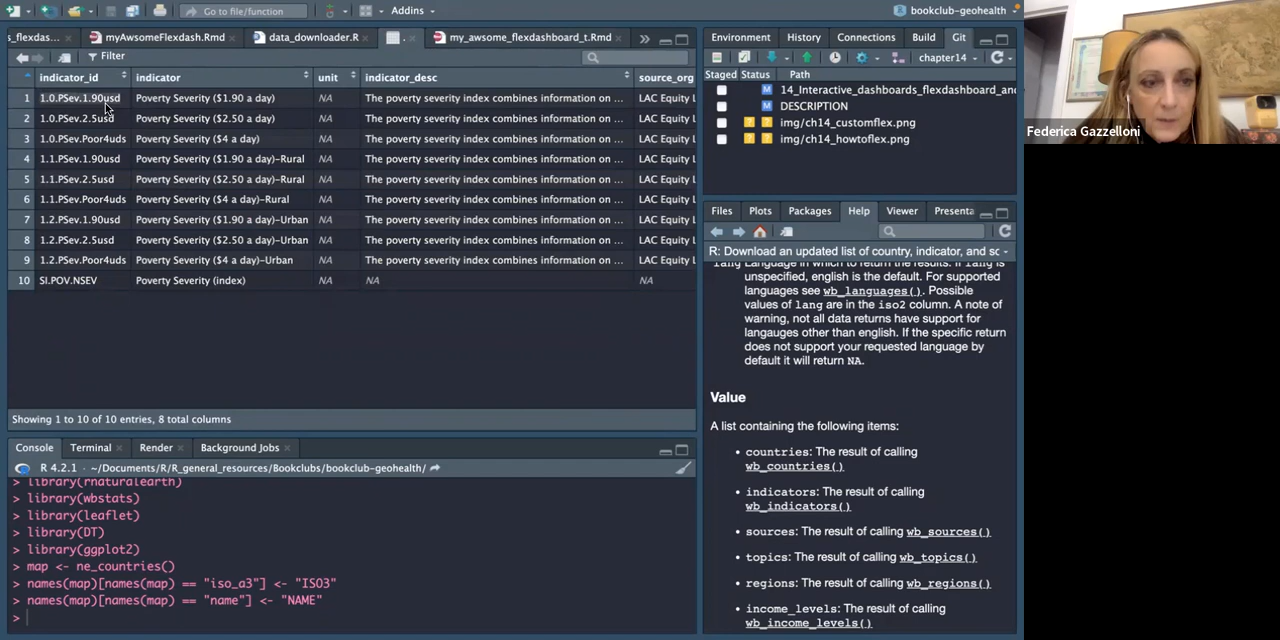 Go to file/function
Addins
bookclub-geohealth
s_flexdas...
myAwsomeFlexdash.Rmd
data_downloader.R
.
my_awsome_flexdashboard_t.Rmd
Filter
indicator_id indicator unit indicator_desc source_org
1 1.0.PSev.1.90usd Poverty Severity ($1.90 a day) NA The poverty severity index combines information on ... LAC Equity L
2 1.0.PSev.2.5usd Poverty Severity ($2.50 a day) NA The poverty severity index combines information on ... LAC Equity L
3 1.0.PSev.Poor4uds Poverty Severity ($4 a day) NA The poverty severity index combines information on ... LAC Equity L
4 1.1.PSev.1.90usd Poverty Severity ($1.90 a day)-Rural NA The poverty severity index combines information on ... LAC Equity L
5 1.1.PSev.2.5usd Poverty Severity ($2.50 a day)-Rural NA The poverty severity index combines information on ... LAC Equity L
6 1.1.PSev.Poor4uds Poverty Severity ($4 a day)-Rural NA The poverty severity index combines information on ... LAC Equity L
7 1.2.PSev.1.90usd Poverty Severity ($1.90 a day)-Urban NA The poverty severity index combines information on ... LAC Equity L
8 1.2.PSev.2.5usd Poverty Severity ($2.50 a day)-Urban NA The poverty severity index combines information on ... LAC Equity L
9 1.2.PSev.Poor4uds Poverty Severity ($4 a day)-Urban NA The poverty severity index combines information on ... LAC Equity L
10 SI.POV.NSEV Poverty Severity (index) NA NA NA
Showing 1 to 10 of 10 entries, 8 total columns
Console Terminal Render Background Jobs
R 4.2.1 · ~/Documents/R/R_general_resources/Bookclubs/bookclub-geohealth/
> library(rnaturalearth)
> library(wbstats)
> library(leaflet)
> library(DT)
> library(ggplot2)
> map <- ne_countries()
> names(map)[names(map) == "iso_a3"] <- "ISO3"
> names(map)[names(map) == "name"] <- "NAME"
>
Environment History Connections Build Git
chapter14
Staged Status Path
M 14_Interactive_dashboards_flexdashboard_and
M DESCRIPTION
? ? img/ch14_customflex.png
? ? img/ch14_howtoflex.png
Files Plots Packages Help Viewer Presenta
R: Download an updated list of country, indicator, and sc
lang Language in which to return the results. If lang is
unspecified, english is the default. For supported
languages see wb_languages(). Possible
values of lang are in the iso2 column. A note of
warning, not all data returns have support for
langauges other than english. If the specific return
does not support your requested language by
default it will return NA.
Value
A list containing the following items:
• countries: The result of calling
wb_countries()
• indicators: The result of calling
wb_indicators()
• sources: The result of calling wb_sources()
• topics: The result of calling wb_topics()
• regions: The result of calling wb_regions()
• income_levels: The result of calling
wb_income_levels()
Federica Gazzelloni